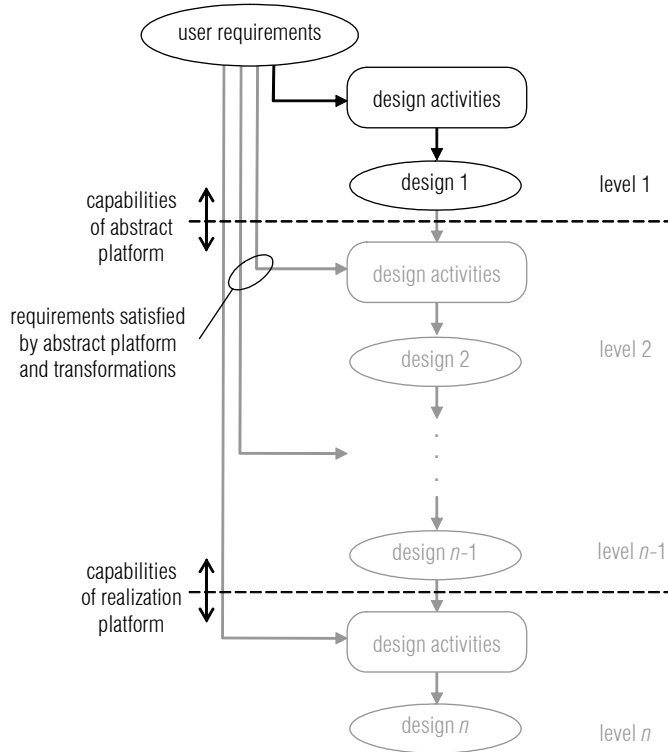 user requirements
design activities
design 1
level 1
capabilities
of abstract
platform
design activities
requirements satisfied
by abstract platform
and transformations
design 2
level 2
design n-1
level n-1
capabilities
of realization
platform
design activities
design n
level n